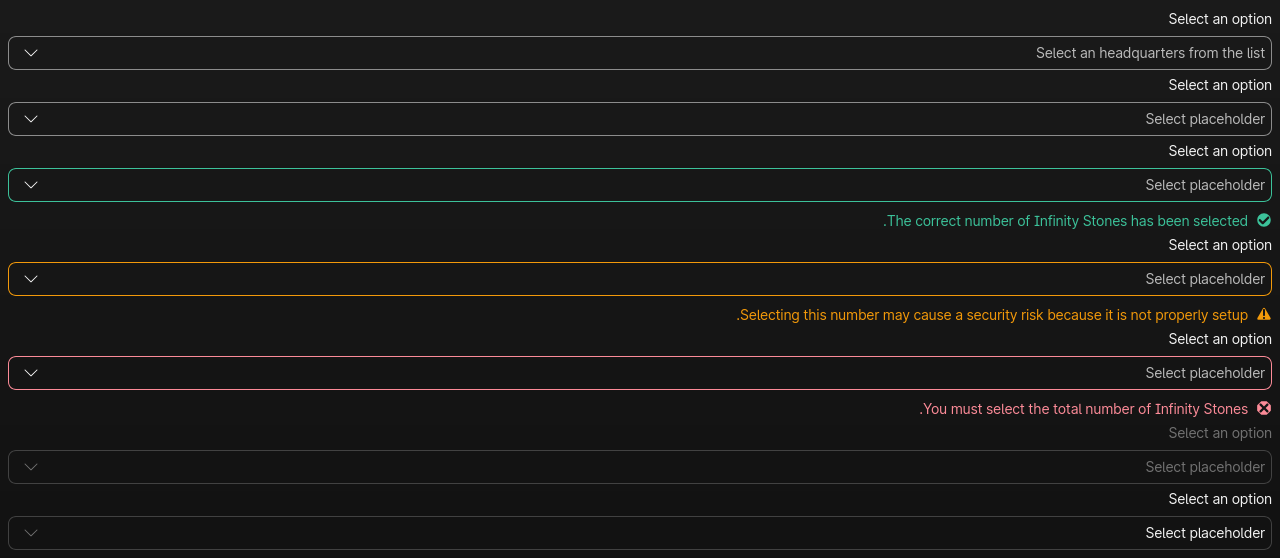 Select an option
Select an headquarters from the list
Select an option
Select placeholder
Select an option
Select placeholder
.The correct number of Infinity Stones has been selected
Select an option
Select placeholder
.Selecting this number may cause a security risk because it is not properly setup
Select an option
Select placeholder
.You must select the total number of Infinity Stones
Select an option
Select placeholder
Select an option
Select placeholder